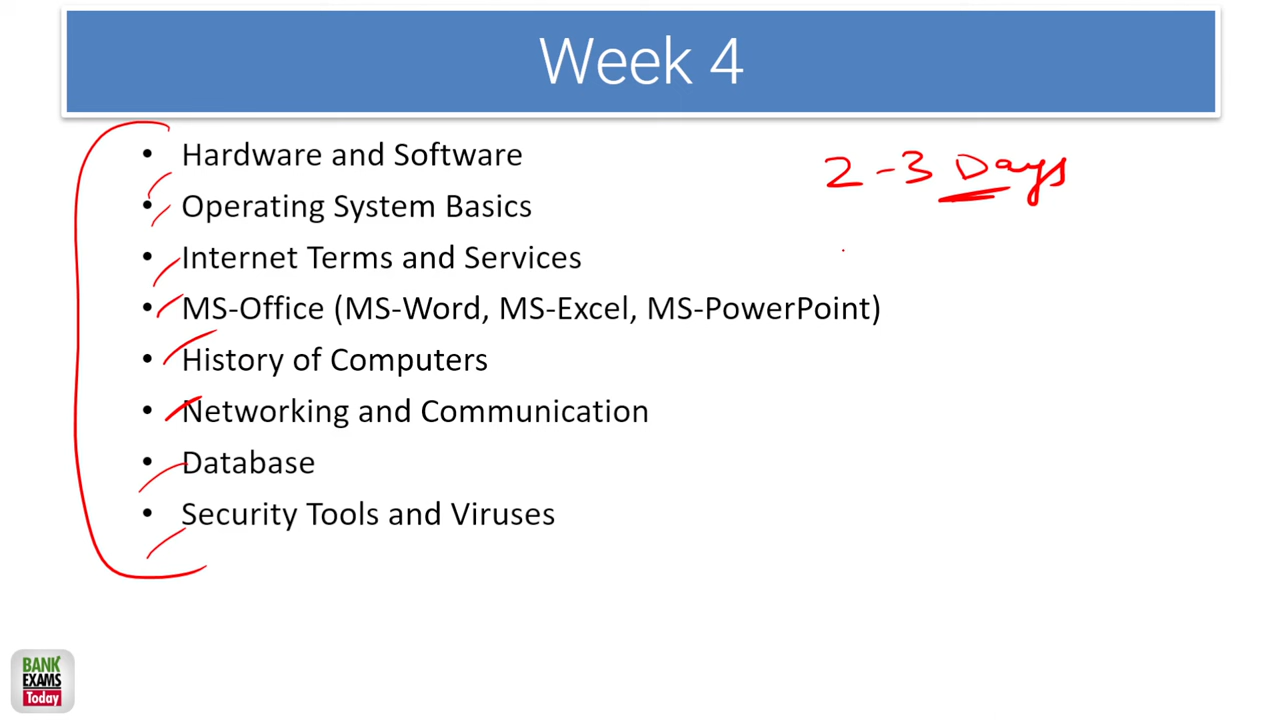 Week 4
• Hardware and Software
2-3 Days
• Operating System Basics
• Internet Terms and Services
• MS-Office (MS-Word, MS-Excel, MS-PowerPoint)
• History of Computers
• Networking and Communication
• Database
• Security Tools and Viruses
BANK
EXAMS
Today